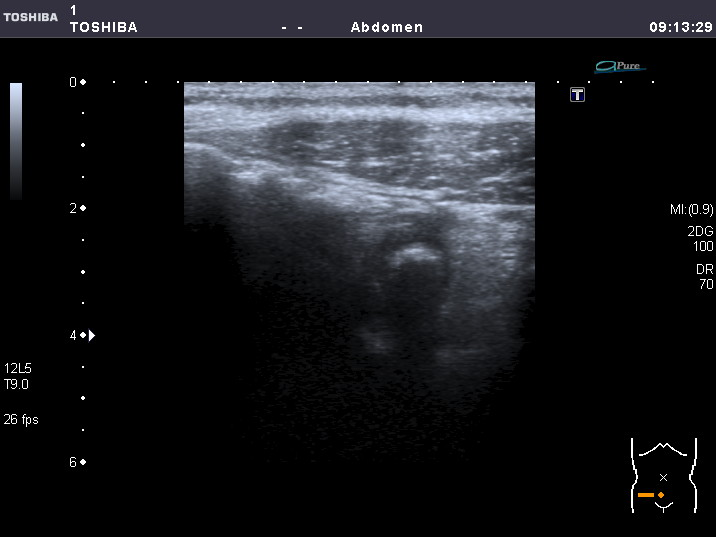 TOSHIBA
1
TOSHIBA - - Abdomen 09:13:29
APure
T
0
2
4
6
MI:(0.9)
2DG
100
DR
70
12L5
T9.0
26 fps